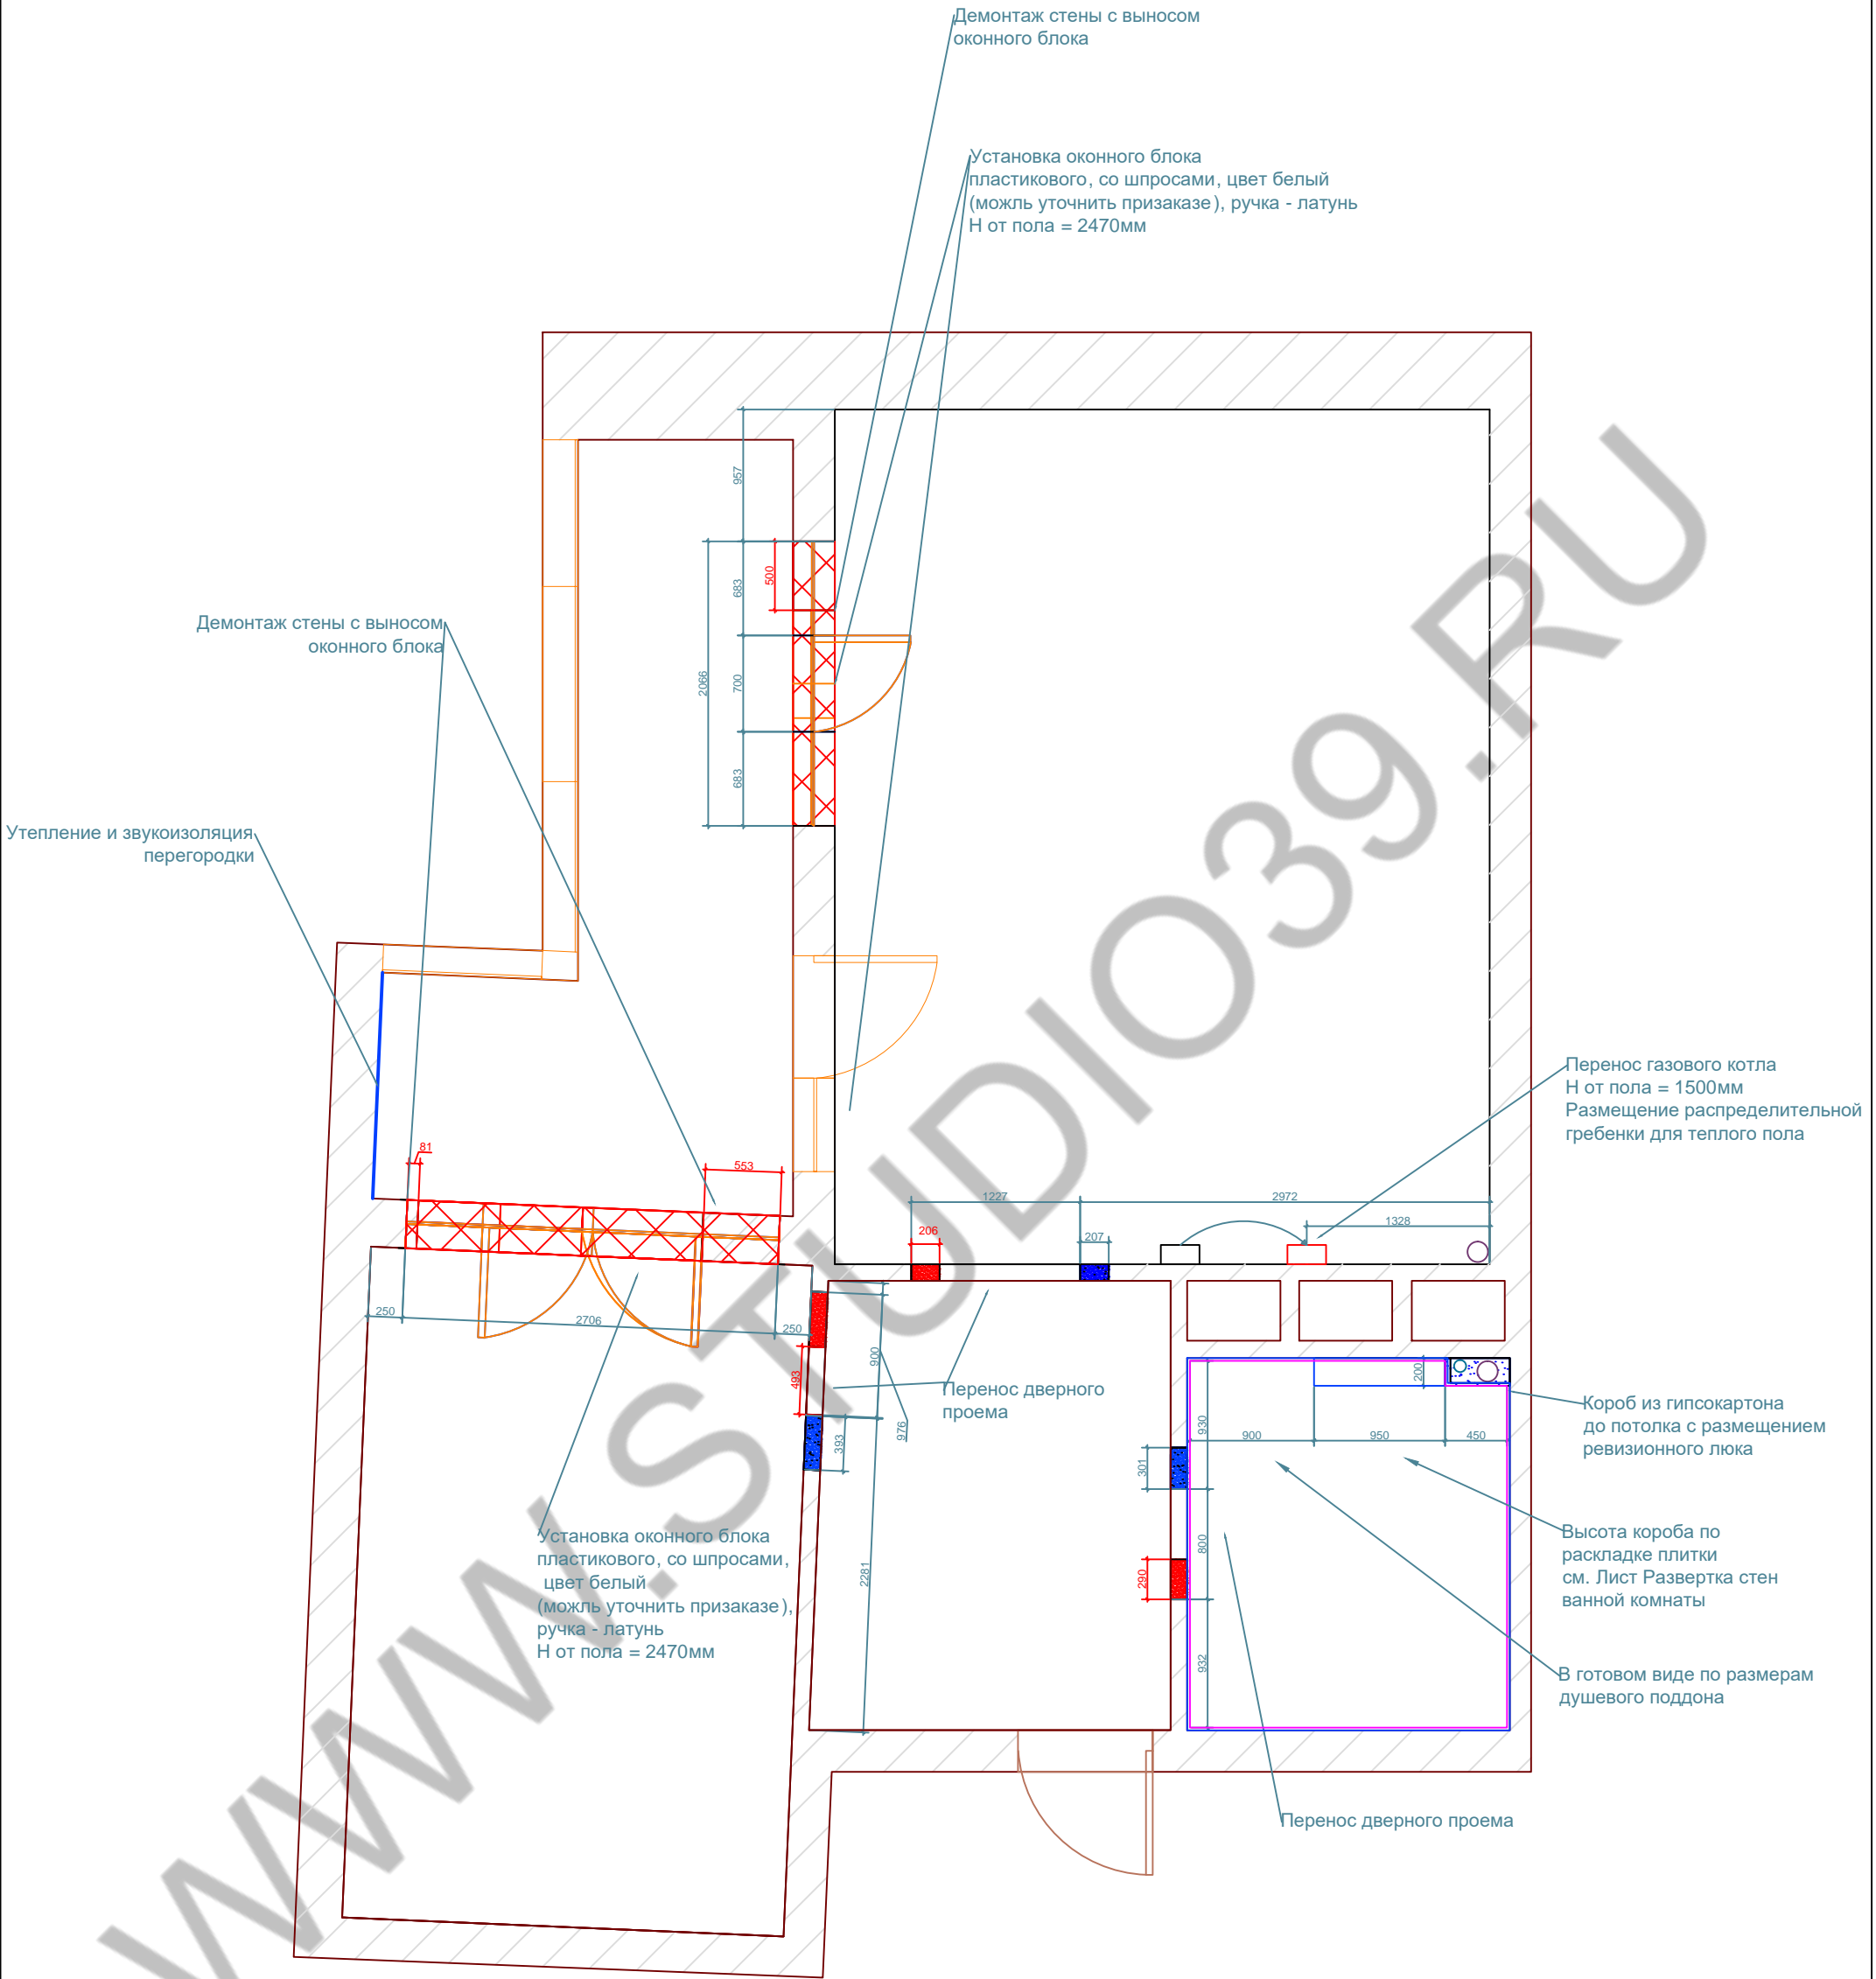 Демонтаж стены с выносом
оконного блока
Установка оконного блока
пластикового, со шпросами, цвет белый
(можль уточнить призаказе), ручка - латунь
Н от пола = 2470мм
957
683
500
700
2066
683
Демонтаж стены с выносом
оконного блока
Утепление и звукоизоляция
перегородки
Перенос газового котла
Н от пола = 1500мм
Размещение распределительной
гребенки для теплого пола
81
553
1227
2972
1328
206
207
250
2706
250
900
493
976
393
2281
Перенос дверного
проема
200
930
900
950
450
301
800
290
932
Короб из гипсокартона
до потолка с размещением
ревизионного люка
Высота короба по
раскладке плитки
см. Лист Развертка стен
ванной комнаты
Установка оконного блока
пластикового, со шпросами,
цвет белый
(можль уточнить призаказе),
ручка - латунь
Н от пола = 2470мм
В готовом виде по размерам
душевого поддона
Перенос дверного проема
WWW.STUDIO39.RU